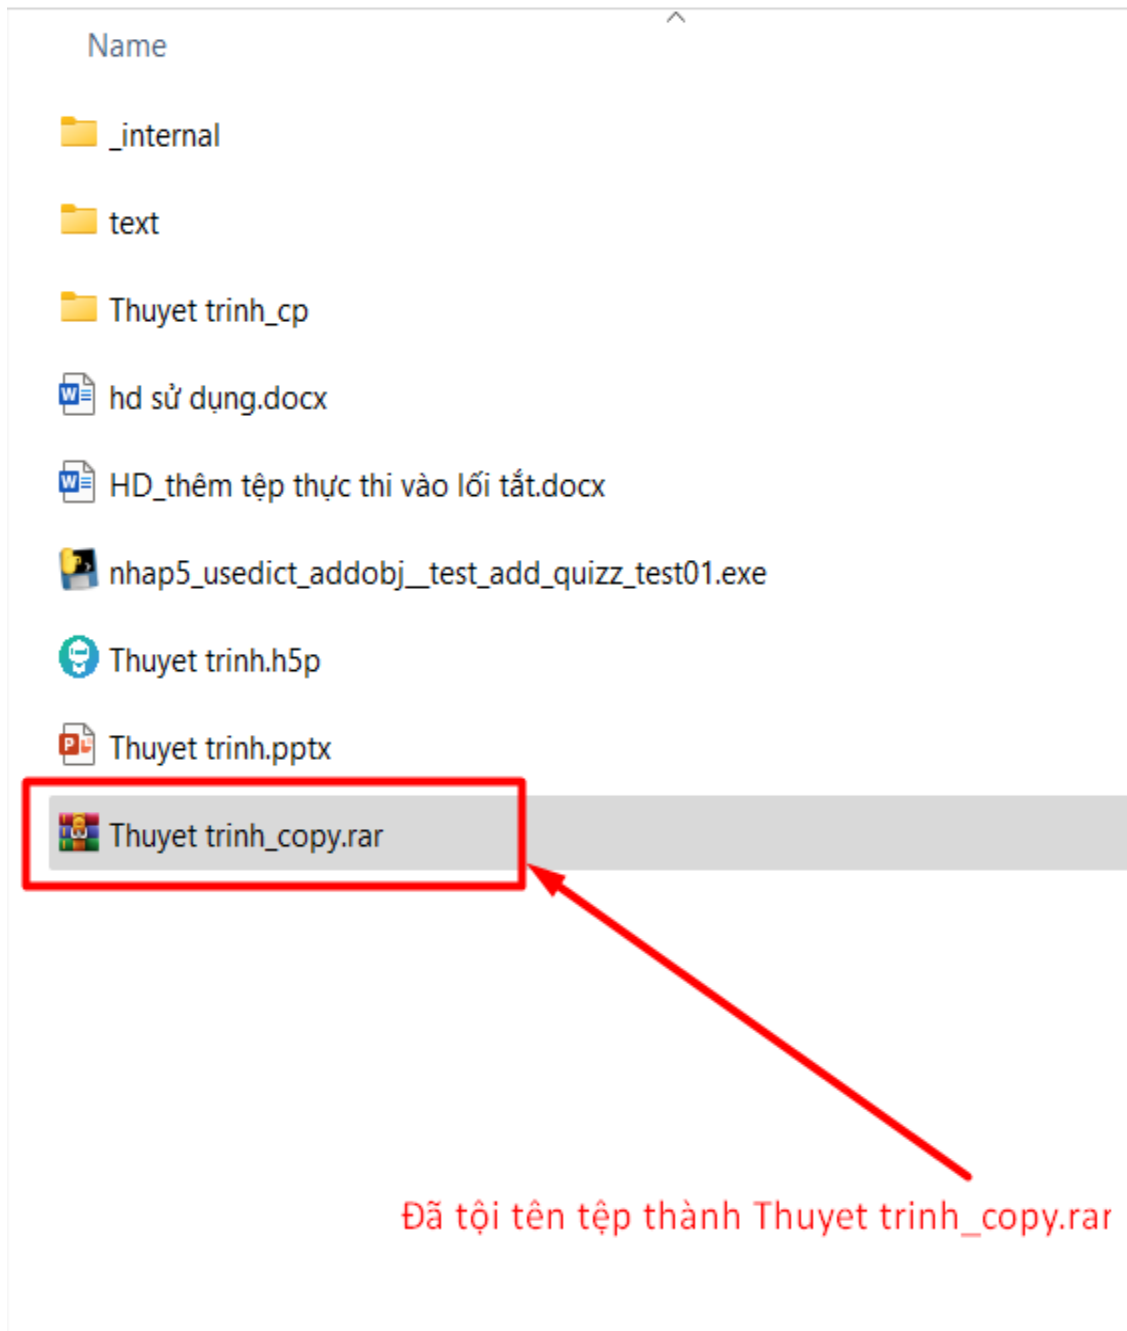 Name
_internal
text
Thuyet trinh_cp
hd sử dụng.docx
HD_thêm tệp thực thi vào lối tắt.docx
nhap5_usedict_addobj__test_add_quizz_test01.exe
Thuyet trinh.h5p
Thuyet trinh.pptx
Thuyet trinh_copy.rar
Đã tội tên tệp thành Thuyet trinh_copy.rar